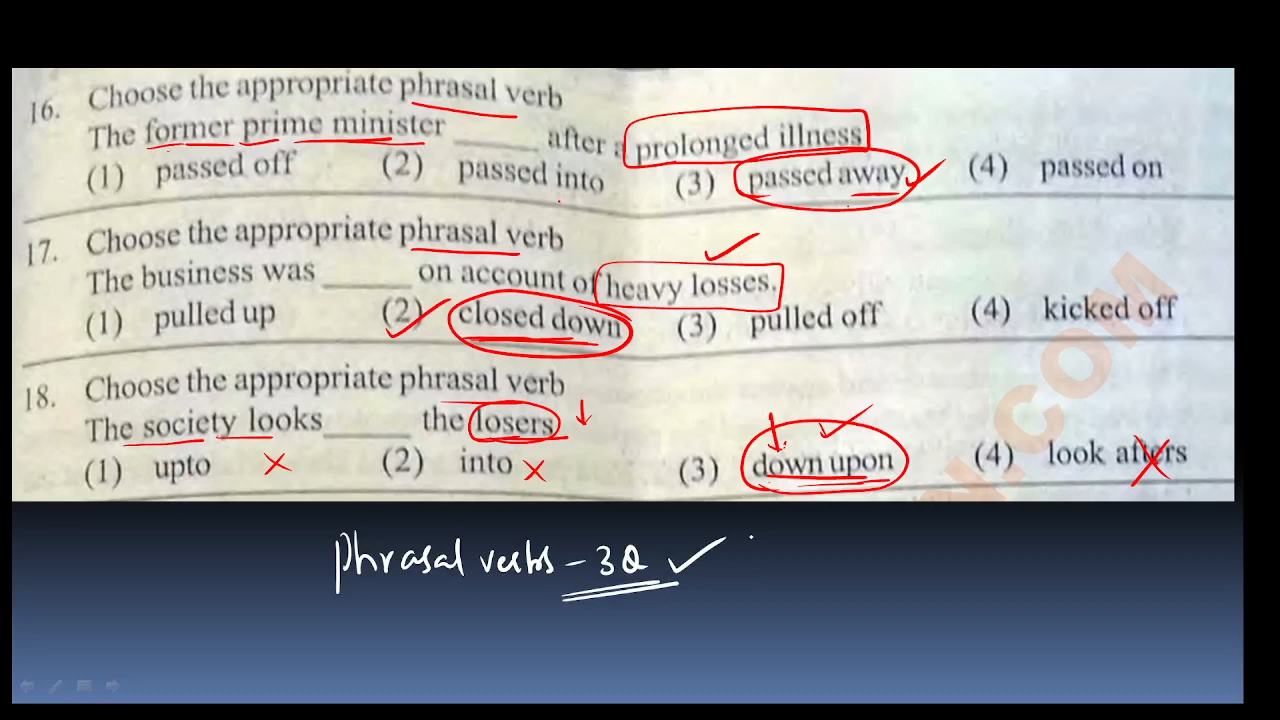 16. Choose the appropriate phrasal verb
The former prime minister _____ after a prolonged illness
(1) passed off (2) passed into (3) passed away (4) passed on
17. Choose the appropriate phrasal verb
The business was _____ on account of heavy losses.
(1) pulled up (2) closed down (3) pulled off (4) kicked off
18. Choose the appropriate phrasal verb
The society looks _____ the losers
(1) upto (2) into (3) down upon (4) look afters
N.COM
Phrasal verbs - 3Q